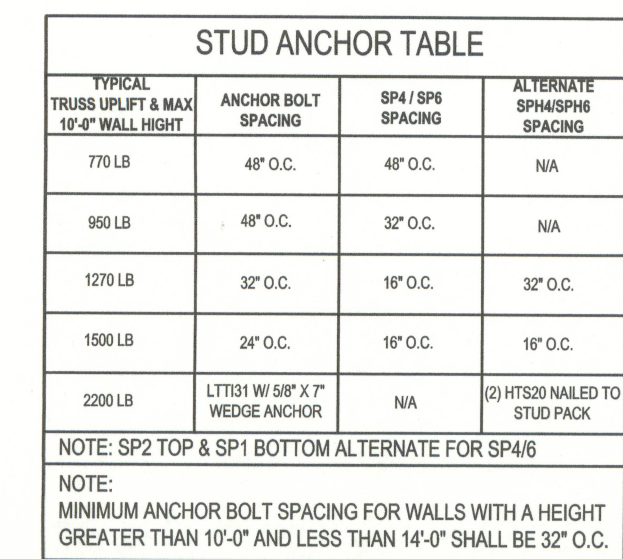 STUD ANCHOR TABLE
TYPICAL
TRUSS UPLIFT & MAX
10'-0" WALL HIGHT
ANCHOR BOLT
SPACING
SP4 / SP6
SPACING
ALTERNATE
SPH4/SPH6
SPACING
770 LB
48" O.C.
48" O.C.
N/A
950 LB
48" O.C.
32" O.C.
N/A
1270 LB
32" O.C.
16" O.C.
32" O.C.
1500 LB
24" O.C.
16" O.C.
16" O.C.
2200 LB
LTTI31 W/ 5/8" X 7"
WEDGE ANCHOR
N/A
(2) HTS20 NAILED TO
STUD PACK
NOTE: SP2 TOP & SP1 BOTTOM ALTERNATE FOR SP4/6
NOTE:
MINIMUM ANCHOR BOLT SPACING FOR WALLS WITH A HEIGHT
GREATER THAN 10'-0" AND LESS THAN 14'-0" SHALL BE 32" O.C.